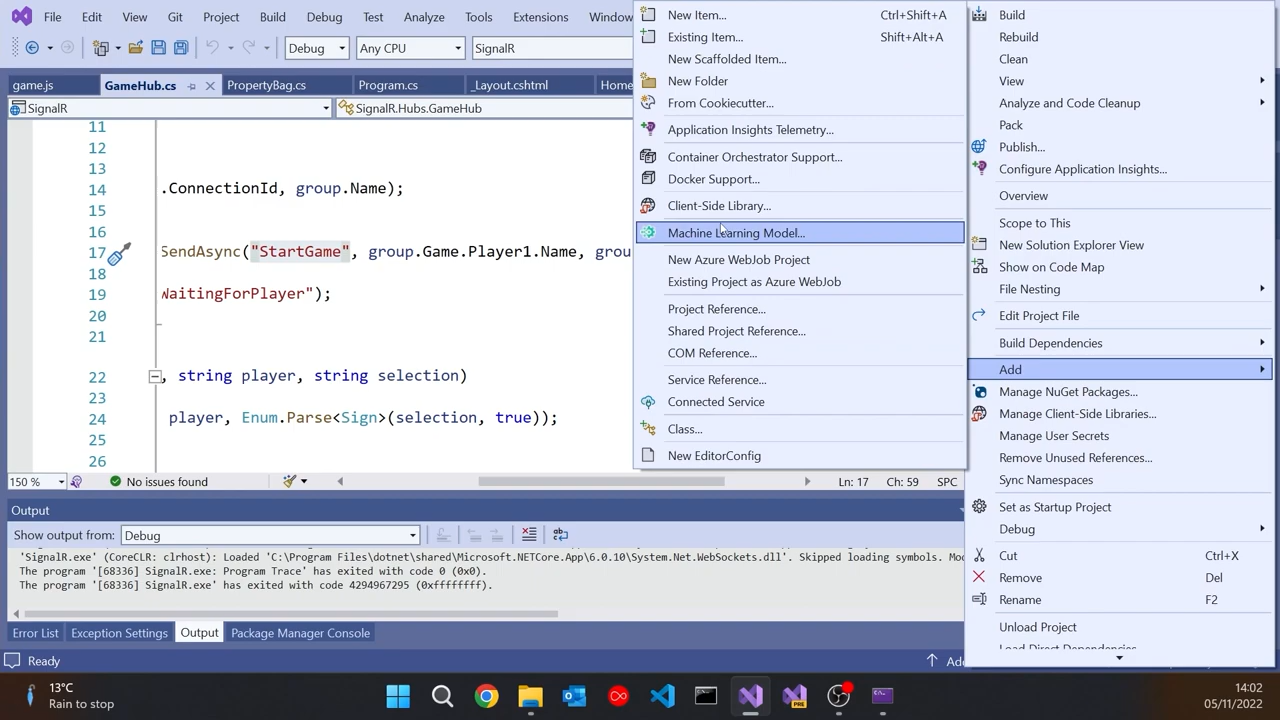 File Edit View Git Project Build Debug Test Analyze Tools Extensions Window
Debug Any CPU SignalR
game.js GameHub.cs PropertyBag.cs Program.cs _Layout.cshtml Home
SignalR SignalR.Hubs.GameHub
11
12
13
14 .ConnectionId, group.Name);
15
16
17 SendAsync("StartGame", group.Game.Player1.Name, grou
18
19 WaitingForPlayer");
20
21
22 , string player, string selection)
23
24 player, Enum.Parse<Sign>(selection, true));
25
26
150 % No issues found Ln: 17 Ch: 59 SPC
Output
Show output from: Debug
'SignalR.exe' (CoreCLR: clrhost): Loaded 'C:\Program Files\dotnet\shared\Microsoft.NETCore.App\6.0.10\System.Net.WebSockets.dll'. Skipped loading symbols. Mo
The program '[68336] SignalR.exe: Program Trace' has exited with code 0 (0x0).
The program '[68336] SignalR.exe' has exited with code 4294967295 (0xffffffff).
Error List Exception Settings Output Package Manager Console
Ready
New Item... Ctrl+Shift+A
Existing Item... Shift+Alt+A
New Scaffolded Item...
New Folder
From Cookiecutter...
Application Insights Telemetry...
Container Orchestrator Support...
Docker Support...
Client-Side Library...
Machine Learning Model...
New Azure WebJob Project
Existing Project as Azure WebJob
Project Reference...
Shared Project Reference...
COM Reference...
Service Reference...
Connected Service
Class...
New EditorConfig
Build
Rebuild
Clean
View
Analyze and Code Cleanup
Pack
Publish...
Configure Application Insights...
Overview
Scope to This
New Solution Explorer View
Show on Code Map
File Nesting
Edit Project File
Build Dependencies
Add
Manage NuGet Packages...
Manage Client-Side Libraries...
Manage User Secrets
Remove Unused References...
Sync Namespaces
Set as Startup Project
Debug
Cut Ctrl+X
Remove Del
Rename F2
Unload Project
Load Direct Dependencies
13°C
Rain to stop
PRE
14:02
05/11/2022